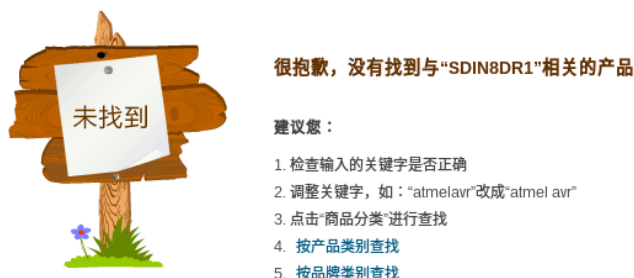 未找到
很抱歉，没有找到与“SDIN8DR1”相关的产品
建议您：
1. 检查输入的关键字是否正确
2. 调整关键字，如：“atmelavr”改成“atmel avr”
3. 点击“商品分类”进行查找
4. 按产品类别查找
5. 按品牌类别查找